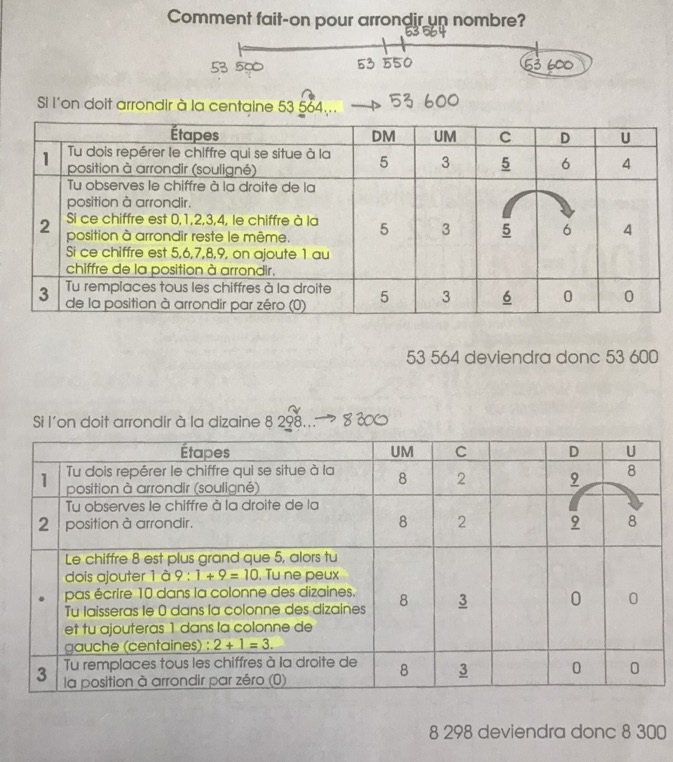 Comment fait-on pour arrondir un nombre?
53 564
53 500 53 550 53 600
Si l'on doit arrondir à la centaine 53 564... → 53 600
Étapes DM UM C D U
1 Tu dois repérer le chiffre qui se situe à la 5 3 5 6 4
position à arrondir (souligné)
Tu observes le chiffre à la droite de la
position à arrondir.
Si ce chiffre est 0,1,2,3,4, le chiffre à la
2 position à arrondir reste le même. 5 3 5 6 4
Si ce chiffre est 5,6,7,8,9, on ajoute 1 au
chiffre de la position à arrondir.
3 Tu remplaces tous les chiffres à la droite 5 3 6 0 0
de la position à arrondir par zéro (0)
53 564 deviendra donc 53 600
Si l'on doit arrondir à la dizaine 8 298... → 8 300
Étapes UM C D U
1 Tu dois repérer le chiffre qui se situe à la 8 2 9 8
position à arrondir (souligné)
Tu observes le chiffre à la droite de la
2 position à arrondir. 8 2 9 8
Le chiffre 8 est plus grand que 5, alors tu
dois ajouter 1 à 9 : 1 + 9 = 10. Tu ne peux
• pas écrire 10 dans la colonne des dizaines. 8 3 0 0
Tu laisseras le 0 dans la colonne des dizaines
et tu ajouteras 1 dans la colonne de
gauche (centaines) : 2 + 1 = 3.
3 Tu remplaces tous les chiffres à la droite de 8 3 0 0
la position à arrondir par zéro (0)
8 298 deviendra donc 8 300